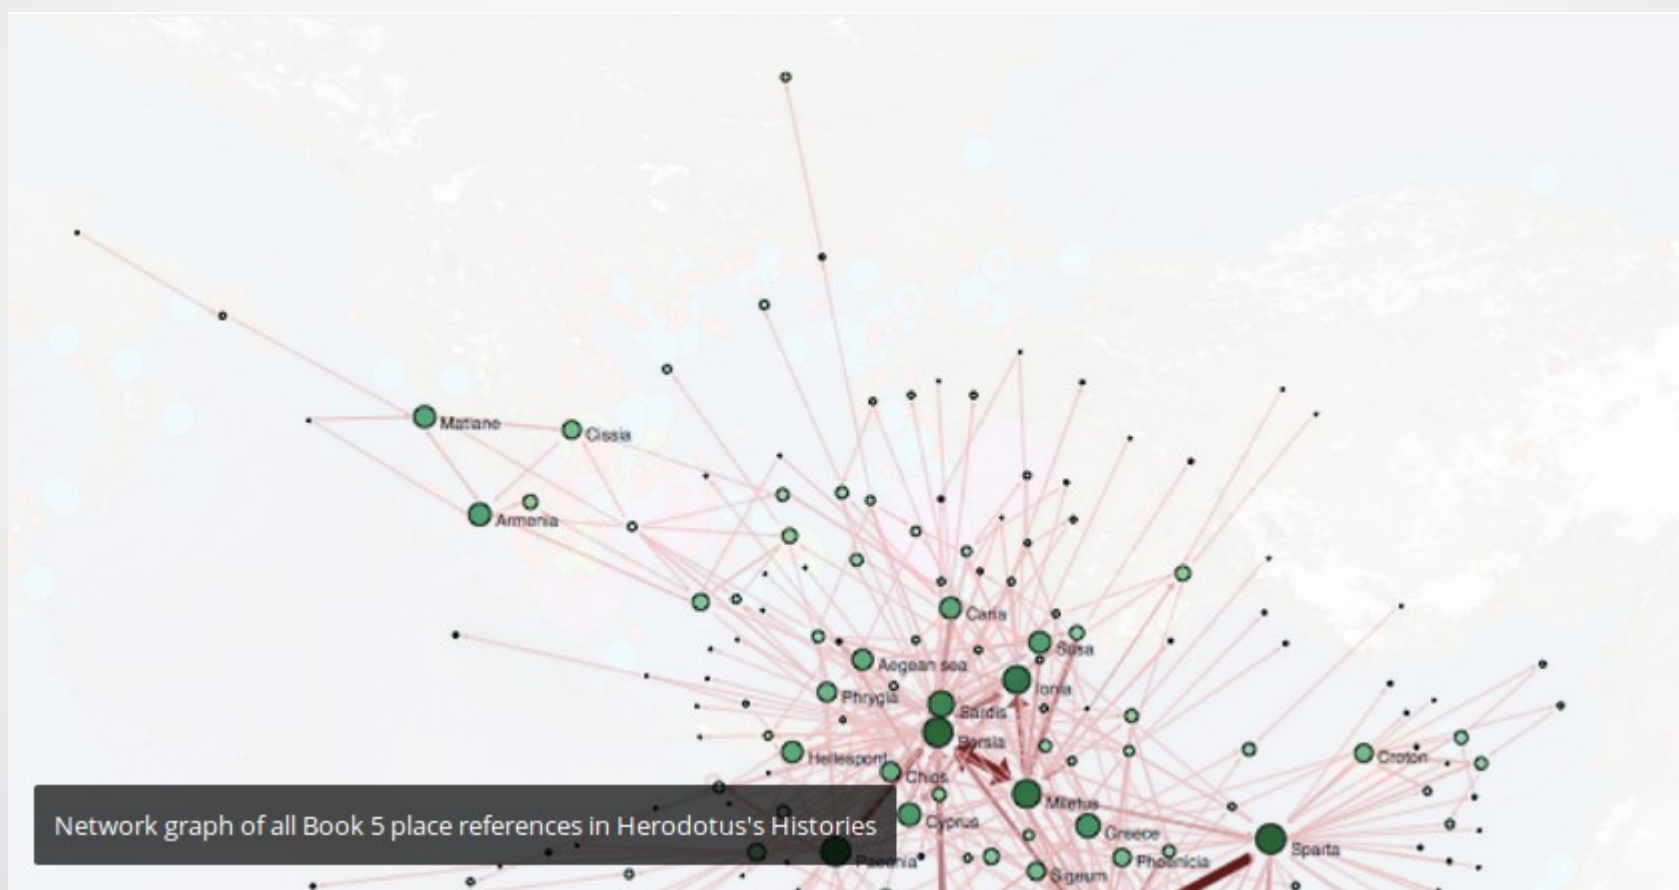 Matiane
Cissia
Armenia
Caria
Susa
Aegean sea
Ionia
Phrygia
Sardis
Persia
Hellespont
Croton
Chios
Miletus
Cyprus
Greece
Network graph of all Book 5 place references in Herodotus's Histories
Sparta
Paeonia
Phoenicia
Sigeum